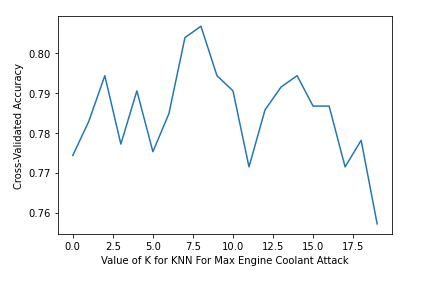 0.80
0.79
0.78
0.77
0.76
Cross-Validated Accuracy
0.0 2.5 5.0 7.5 10.0 12.5 15.0 17.5
Value of K for KNN For Max Engine Coolant Attack